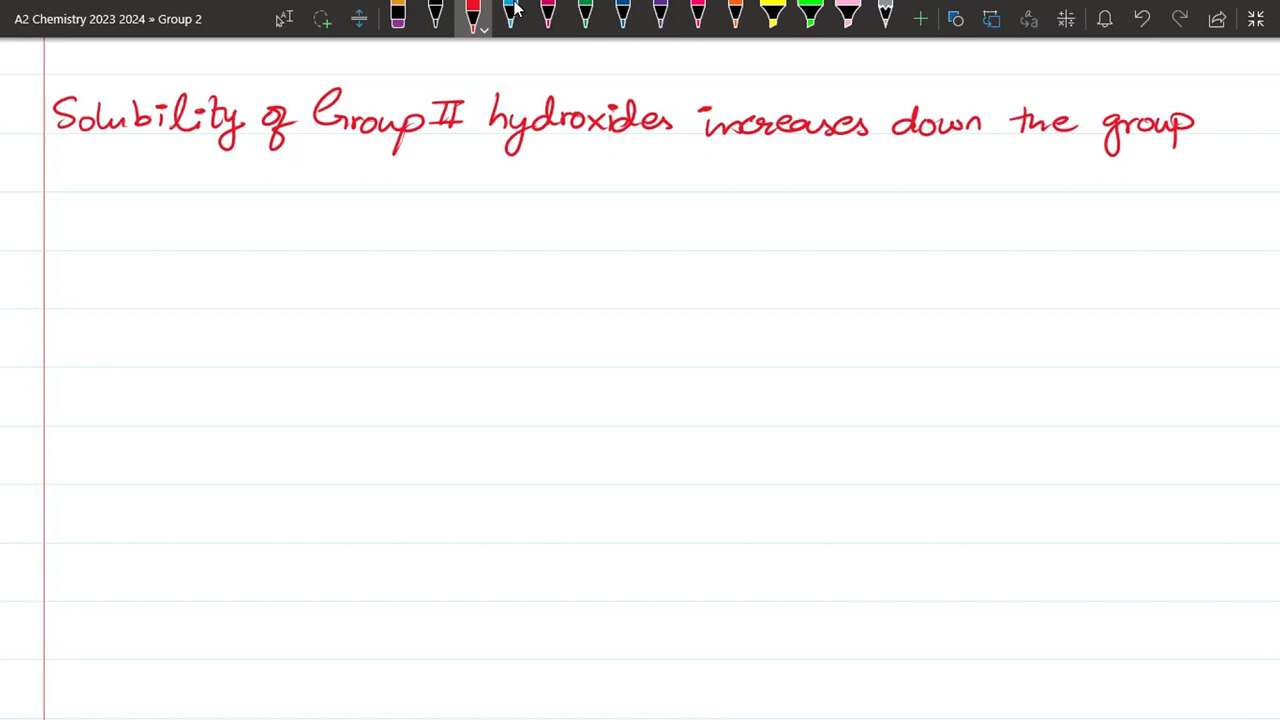 A2 Chemistry 2023 2024 » Group 2
Solubility of Group II hydroxides increases down the group